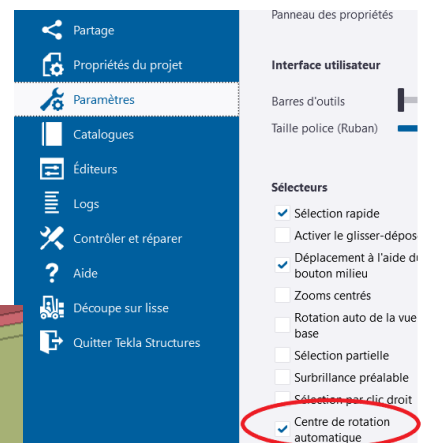 Partage
Propriétés du projet
Paramètres
Catalogues
Éditeurs
Logs
Contrôler et réparer
Aide
Découpe sur lisse
Quitter Tekla Structures
Panneau des propriétés
Interface utilisateur
Barres d'outils
Taille police (Ruban)
Sélecteurs
Sélection rapide
Activer le glisser-dépos
Déplacement à l'aide du
bouton milieu
Zooms centrés
Rotation auto de la vue
base
Sélection partielle
Surbrillance préalable
Sélection par clic droit
Centre de rotation
automatique